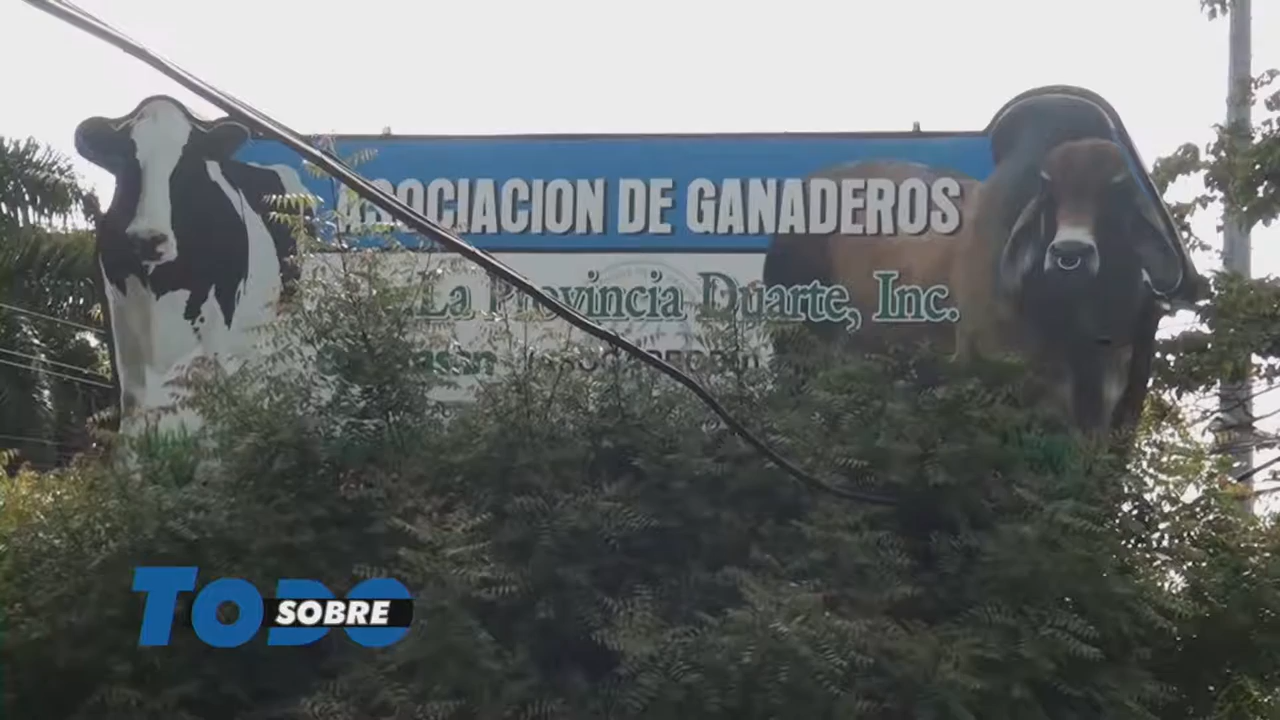 ASOCIACION DE GANADEROS
La Provincia Duarte, Inc.
TODO
SOBRE